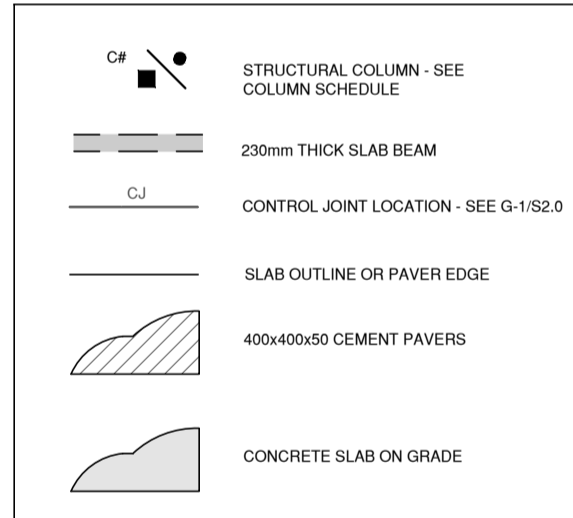 C#
STRUCTURAL COLUMN - SEE
COLUMN SCHEDULE
230mm THICK SLAB BEAM
CJ
CONTROL JOINT LOCATION - SEE G-1/S2.0
SLAB OUTLINE OR PAVER EDGE
400x400x50 CEMENT PAVERS
CONCRETE SLAB ON GRADE